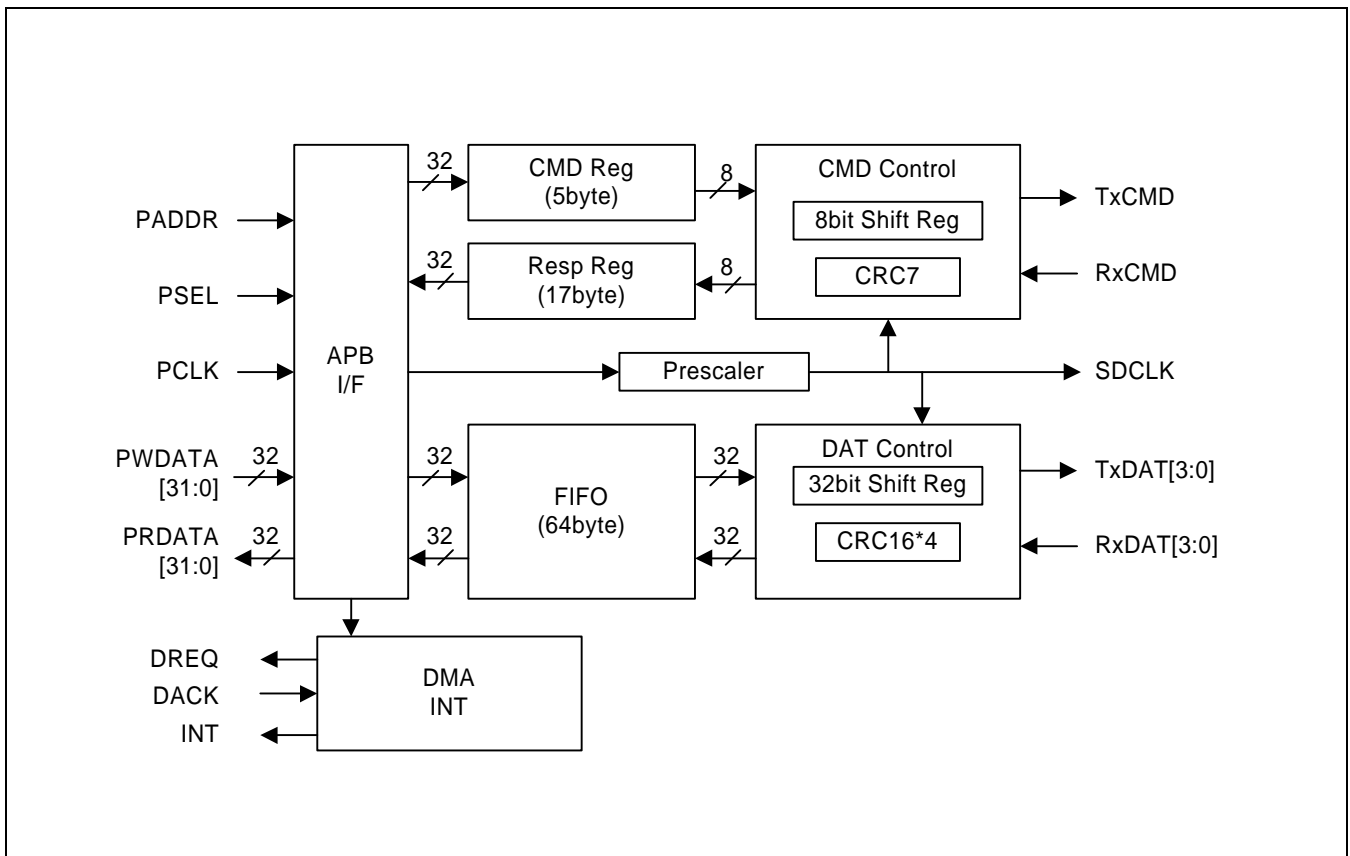 32
CMD Reg
(5byte)
8
CMD Control
8bit Shift Reg
CRC7
TxCMD
RxCMD
PADDR
PSEL
PCLK
APB
I/F
32
Resp Reg
(17byte)
8
Prescaler
SDCLK
PWDATA
[31:0]
32
PRDATA
[31:0]
32
32
32
FIFO
(64byte)
32
32
DAT Control
32bit Shift Reg
CRC16*4
TxDAT[3:0]
RxDAT[3:0]
DREQ
DACK
INT
DMA
INT